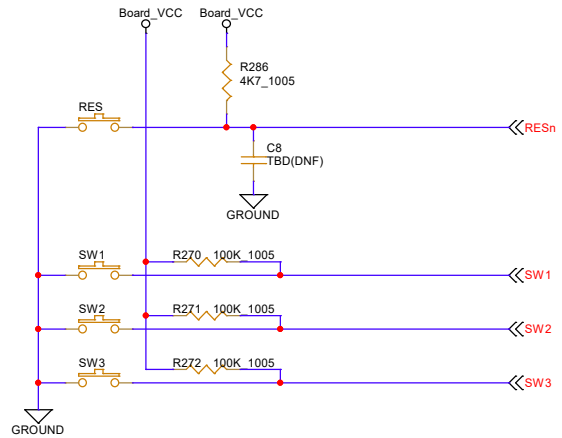 Board_VCC Board_VCC
R286
4K7_1005
RES
RESn
C8
TBD(DNF)
GROUND
SW1 R270 100K_1005
SW1
SW2 R271 100K_1005
SW2
SW3 R272 100K_1005
SW3
GROUND